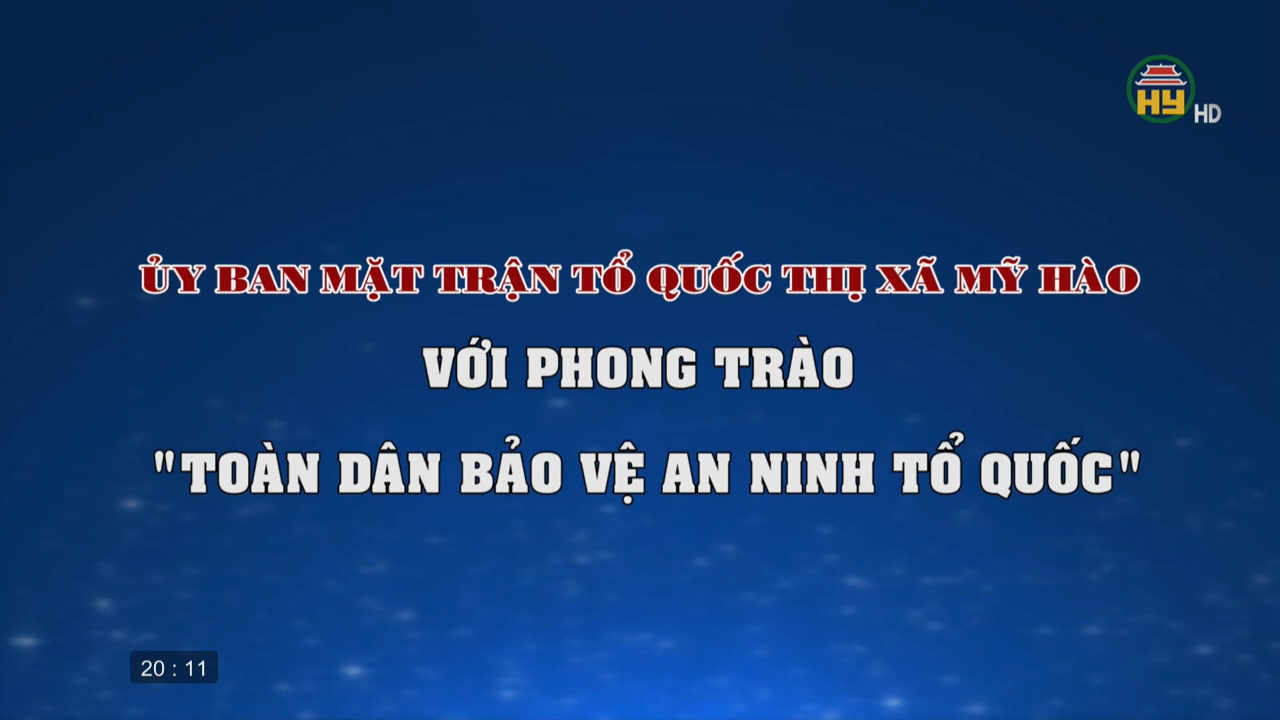 HY HD
ỦY BAN MẶT TRẬN TỔ QUỐC THỊ XÃ MỸ HÀO
VỚI PHONG TRÀO
"TOÀN DÂN BẢO VỆ AN NINH TỔ QUỐC"
20 : 11